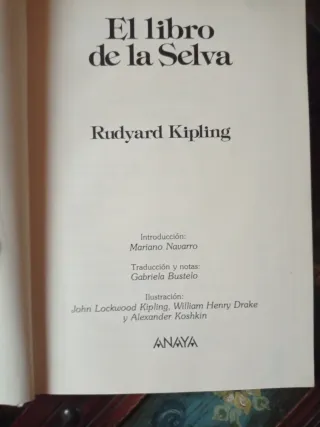 El libro
de la Selva
Rudyard Kipling
Introducción:
Mariano Navarro
Traducción y notas:
Gabriela Bustelo
Ilustración:
John Lockwood Kipling, William Henry Drake
y Alexander Koshkin
ANAYA